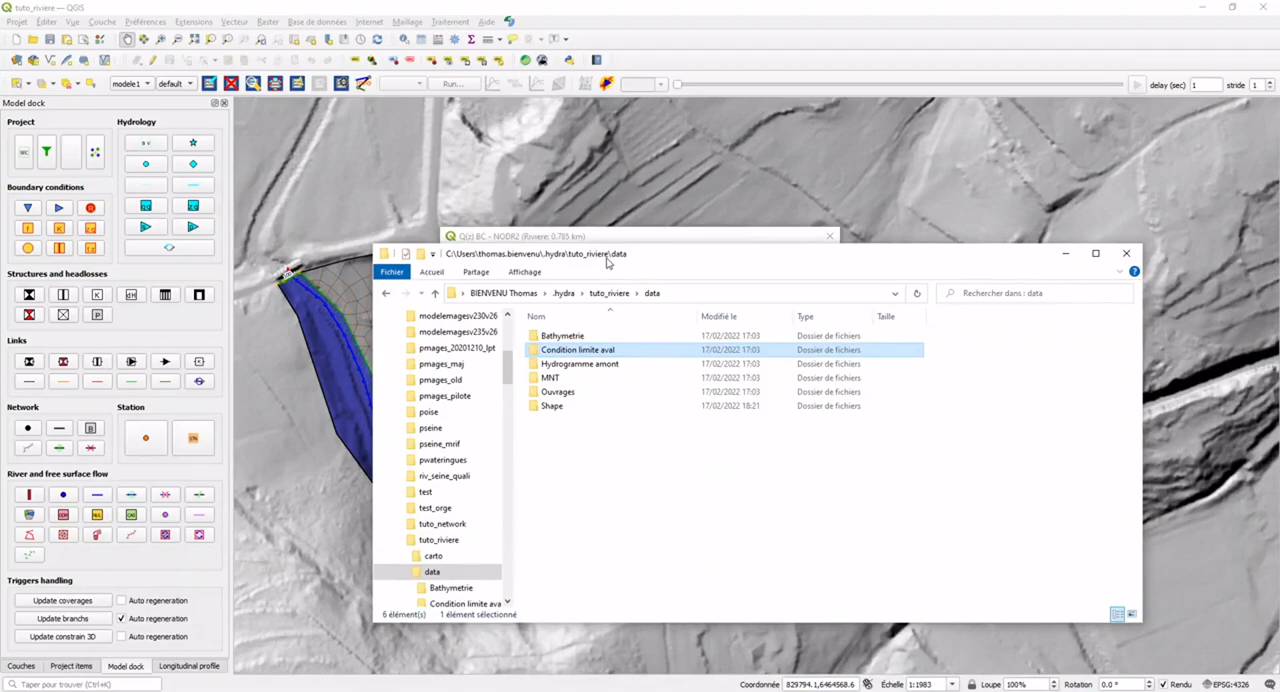 tuto_riviere — QGIS
Projet Éditer Vue Couche Préférences Extensions Vecteur Raster Base de données Internet Maillage Traitement Aide
model1 default Run... delay (sec) 1 stride 1
Model dock
Project Hydrology
Boundary conditions
Structures and headlosses
Links
Network Station
River and free surface flow
Triggers handling
Update coverages Auto regeneration
Update branchs Auto regeneration
Update constrain 3D Auto regeneration
Couches Project items Model dock Longitudinal profile
Q(z) BC - NODR2 (Riviere: 0.785 km)
C:\Users\thomas.bienvenu\.hydra\tuto_riviere\data
Fichier Accueil Partage Affichage
BIENVENU Thomas › .hydra › tuto_riviere › data
Rechercher dans : data
Nom Modifié le Type Taille
Bathymetrie 17/02/2022 17:03 Dossier de fichiers
Condition limite aval 17/02/2022 17:03 Dossier de fichiers
Hydrogramme amont 17/02/2022 17:03 Dossier de fichiers
MNT 17/02/2022 17:03 Dossier de fichiers
Ouvrages 17/02/2022 17:03 Dossier de fichiers
Shape 17/02/2022 18:21 Dossier de fichiers
modelemagesv230v26
modelemagesv235v26
pmages_20201210_lpt
pmages_maj
pmages_old
pmages_pilote
poise
pseine
pseine_mrif
pwateringues
riv_seine_quali
test
test_orge
tuto_network
tuto_riviere
carto
data
Bathymetrie
Condition limite ava
6 élément(s) 1 élément sélectionné
Taper pour trouver (Ctrl+K) Coordonnée 829794.1,6464568.6 Échelle 1:1983 Loupe 100% Rotation 0.0 ° Rendu EPSG:4326